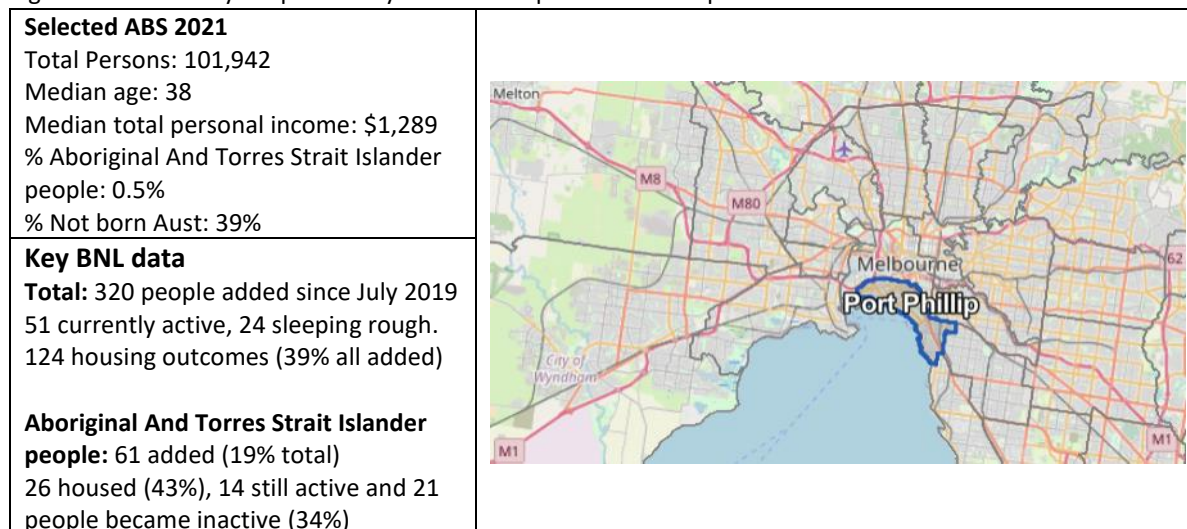 Selected ABS 2021
Total Persons: 101,942
Median age: 38
Median total personal income: $1,289
% Aboriginal And Torres Strait Islander
people: 0.5%
% Not born Aust: 39%
Key BNL data
Total: 320 people added since July 2019
51 currently active, 24 sleeping rough.
124 housing outcomes (39% all added)
Aboriginal And Torres Strait Islander
people: 61 added (19% total)
26 housed (43%), 14 still active and 21
people became inactive (34%)
Melton
M8
M80
Melbourne
62
Port Phillip
City of
Wyndham
M1
M1